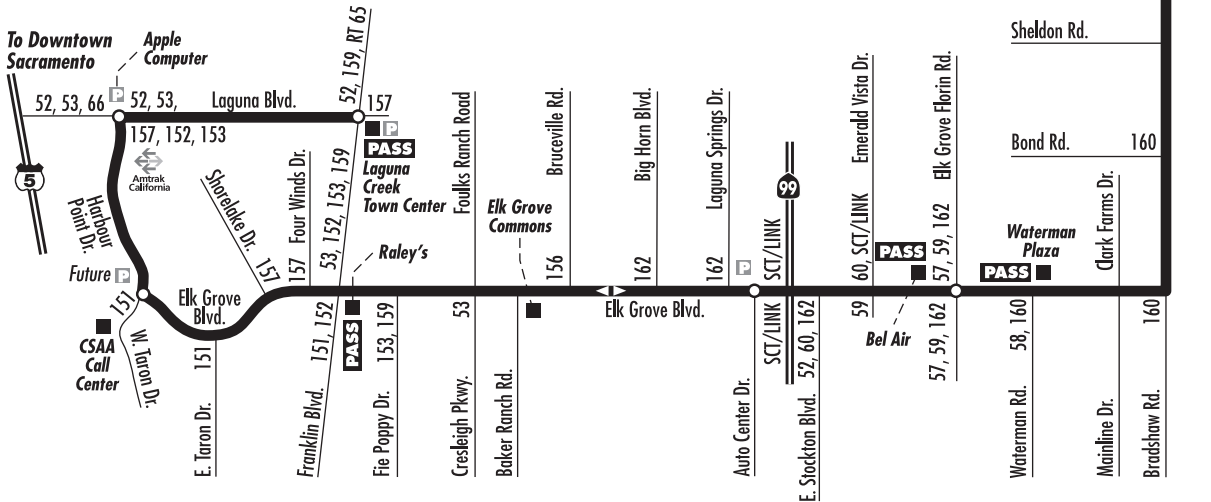 To Downtown
Sacramento
Apple
Computer
P
52, 53, 66
52, 53,
Laguna Blvd.
52, 159, RT 65
157
157, 152, 153
5
Amtrak
California
Harbour
Point Dr.
Shorelake Dr.
157
Four Winds Dr.
157
53, 152, 153, 159
P
PASS
Laguna
Creek
Town Center
Raley's
Foulks Ranch Road
Elk Grove
Commons
Bruceville Rd.
156
Big Horn Blvd.
162
Laguna Springs Dr.
162
P
SCT/LINK
99
Emerald Vista Dr.
60, SCT/LINK
Elk Grove Florin Rd.
57, 59, 162
PASS
PASS
Waterman
Plaza
Clark Farms Dr.
Sheldon Rd.
Bond Rd.
160
Future P
151
Elk Grove
Blvd.
CSAA
Call
Center
W. Taron Dr.
151
E. Taron Dr.
151, 152
Franklin Blvd.
PASS
153, 159
Fie Poppy Dr.
53
Cresleigh Pkwy.
Baker Ranch Rd.
Elk Grove Blvd.
Auto Center Dr.
SCT/LINK
52, 60, 162
E. Stockton Blvd.
59
Bel Air
57, 59, 162
58, 160
Waterman Rd.
Mainline Dr.
160
Bradshaw Rd.